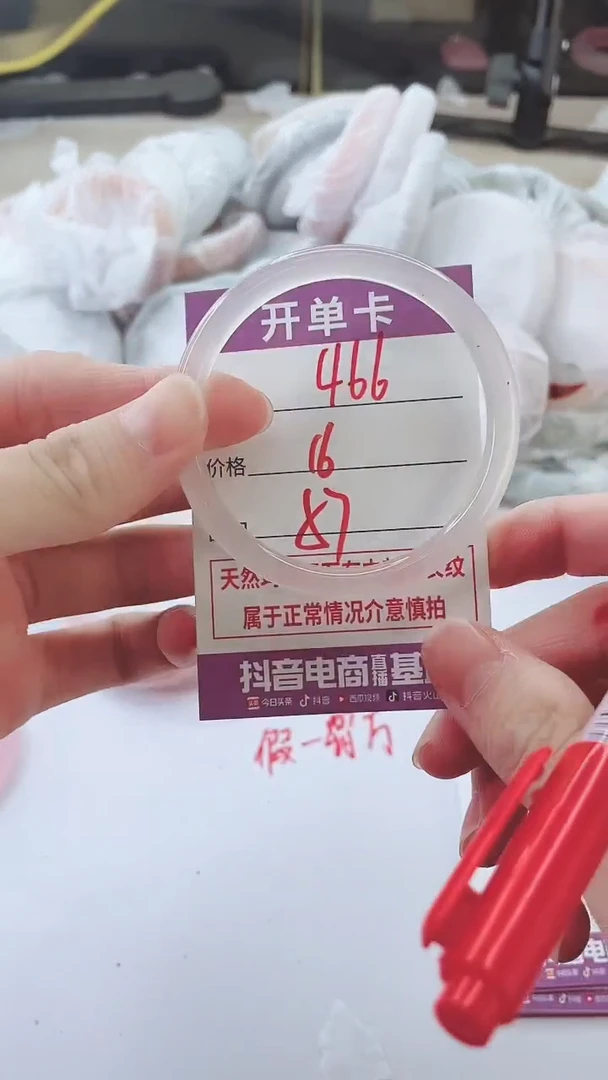 开单卡
466
价格 16
87
天然
纹
属于正常情况介意慎拍
抖音电商直播基
今日头条 抖音 西瓜视频 抖音火山
假一罚万